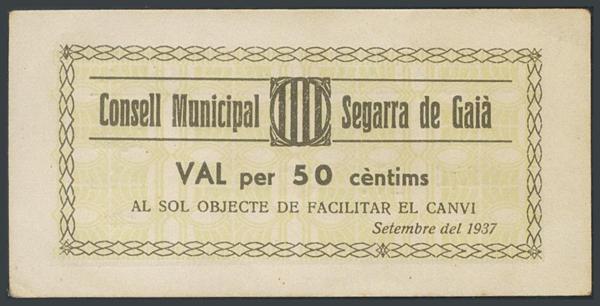 Consell Municipal Segarra de Gaià
VAL per 50 cèntims
AL SOL OBJECTE DE FACILITAR EL CANVI
Setembre del 1937